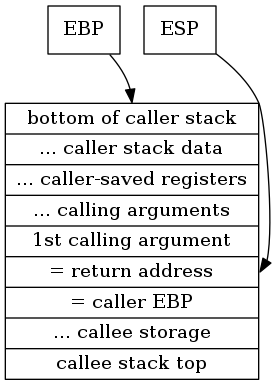 EBP
ESP
bottom of caller stack
... caller stack data
... caller-saved registers
... calling arguments
1st calling argument
= return address
= caller EBP
... callee storage
callee stack top